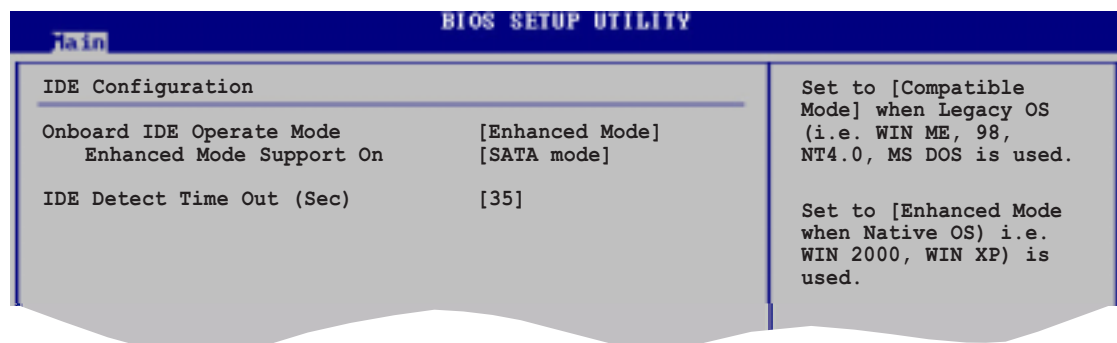 BIOS SETUP UTILITY
Main
IDE Configuration
Onboard IDE Operate Mode [Enhanced Mode]
Enhanced Mode Support On [SATA mode]
IDE Detect Time Out (Sec) [35]
Set to [Compatible
Mode] when Legacy OS
(i.e. WIN ME, 98,
NT4.0, MS DOS is used.
Set to [Enhanced Mode
when Native OS) i.e.
WIN 2000, WIN XP) is
used.